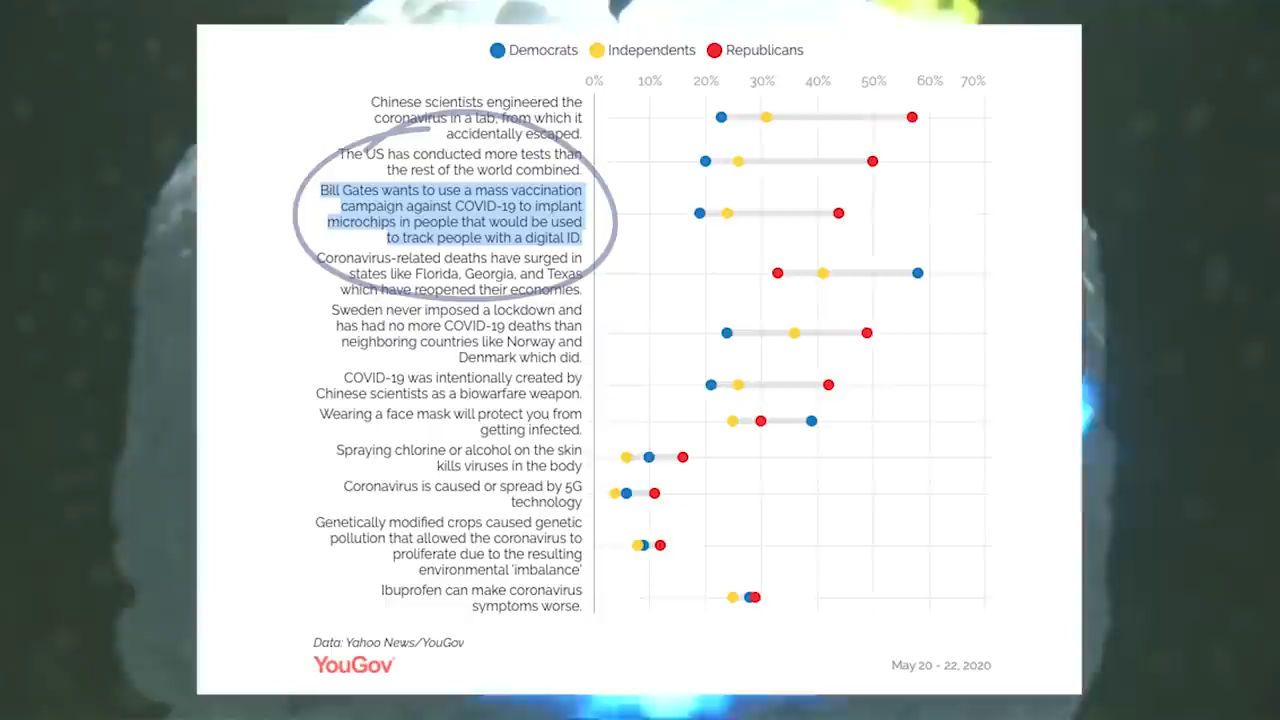 Democrats Independents Republicans
0% 10% 20% 30% 40% 50% 60% 70%
Chinese scientists engineered the
coronavirus in a lab, from which it
accidentally escaped.
The US has conducted more tests than
the rest of the world combined.
Bill Gates wants to use a mass vaccination
campaign against COVID-19 to implant
microchips in people that would be used
to track people with a digital ID.
Coronavirus-related deaths have surged in
states like Florida, Georgia, and Texas
which have reopened their economies.
Sweden never imposed a lockdown and
has had no more COVID-19 deaths than
neighboring countries like Norway and
Denmark which did.
COVID-19 was intentionally created by
Chinese scientists as a biowarfare weapon.
Wearing a face mask will protect you from
getting infected.
Spraying chlorine or alcohol on the skin
kills viruses in the body
Coronavirus is caused or spread by 5G
technology
Genetically modified crops caused genetic
pollution that allowed the coronavirus to
proliferate due to the resulting
environmental 'imbalance'
Ibuprofen can make coronavirus
symptoms worse.
Data: Yahoo News/YouGov
YouGov
May 20 - 22, 2020